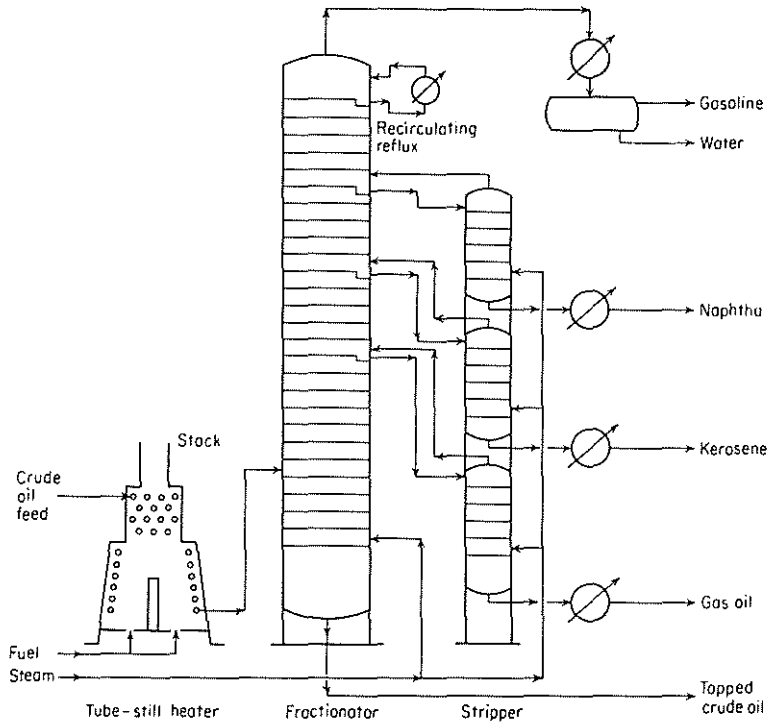 Gasoline
Water
Recirculating
reflux
Naphtha
Stack
Kerosene
Crude
oil
feed
Gas oil
Fuel
Steam
Tapped
crude oil
Tube-still heater
Fractionator
Stripper